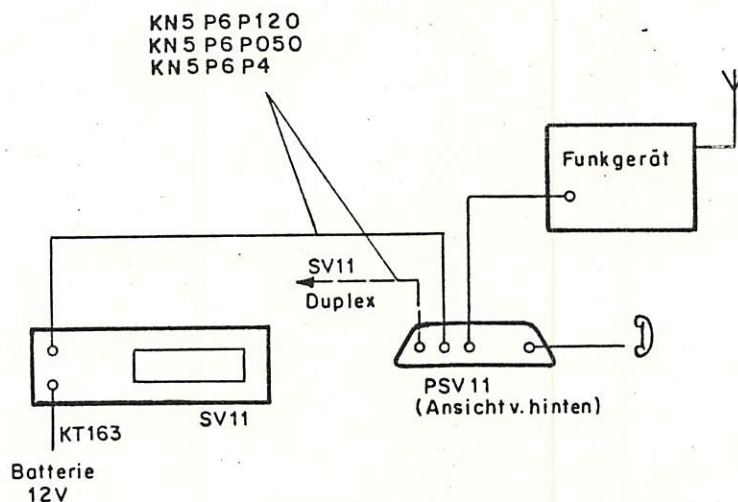 KN5 P6 P120
KN5 P6 P050
KN5 P6 P4
Funkgerät
SV11
Duplex
PSV11
(Ansicht v. hinten)
SV11
KT163
Batterie
12V